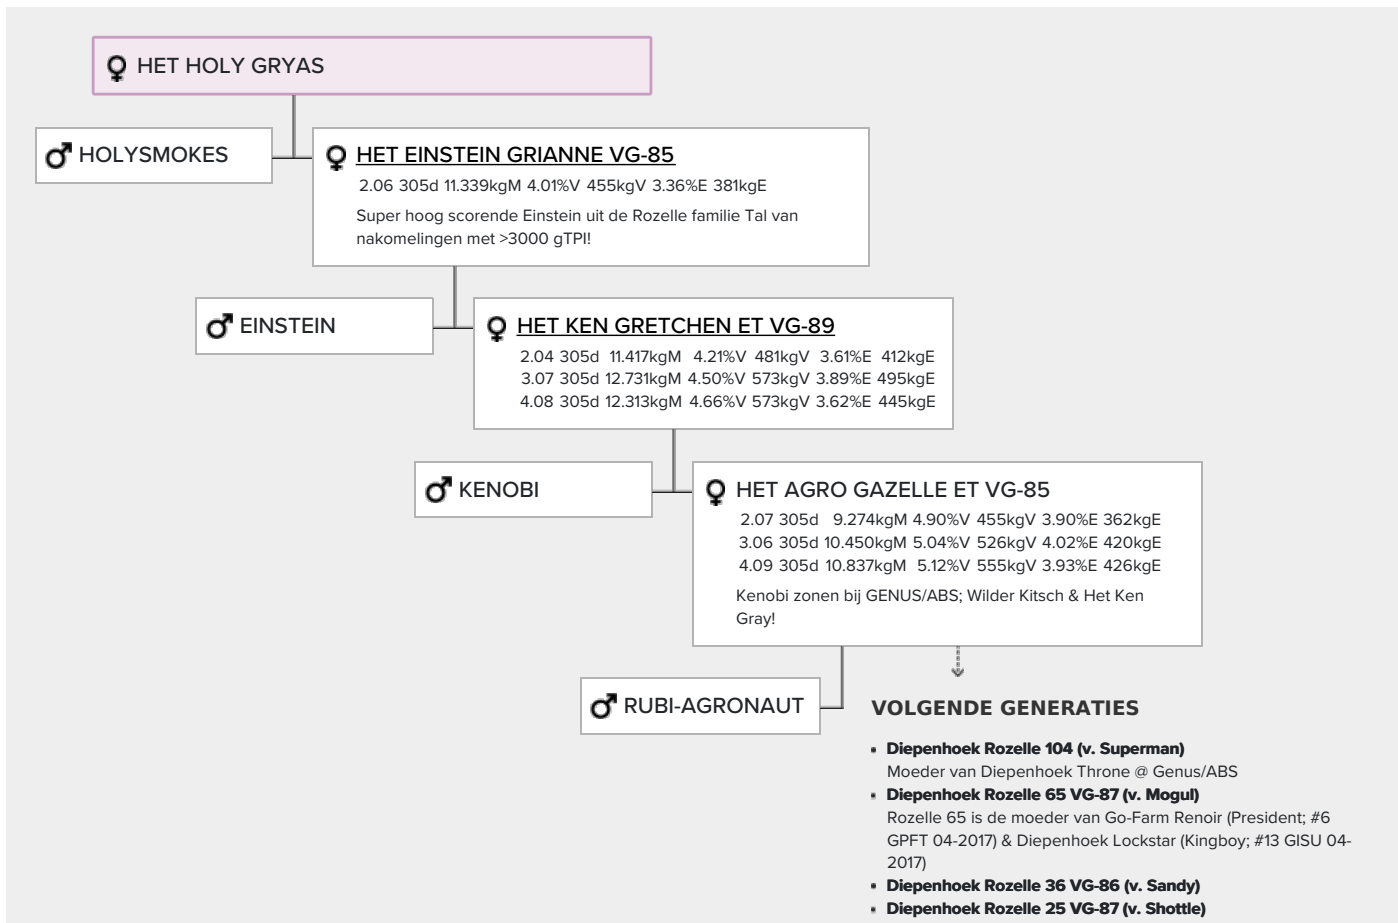 HET HOLY GRYAS
HOLYSMOKES
HET EINSTEIN GRIANNE VG-85
2.06 305d 11.339kgM 4.01%V 455kgV 3.36%E 381kgE
Super hoog scorende Einstein uit de Rozelle familie Tal van
nakomelingen met >3000 gTPI!
EINSTEIN
HET KEN GRETCHEN ET VG-89
2.04 305d 11.417kgM 4.21%V 481kgV 3.61%E 412kgE
3.07 305d 12.731kgM 4.50%V 573kgV 3.89%E 495kgE
4.08 305d 12.313kgM 4.66%V 573kgV 3.62%E 445kgE
KENOBI
HET AGRO GAZELLE ET VG-85
2.07 305d 9.274kgM 4.90%V 455kgV 3.90%E 362kgE
3.06 305d 10.450kgM 5.04%V 526kgV 4.02%E 420kgE
4.09 305d 10.837kgM 5.12%V 555kgV 3.93%E 426kgE
Kenobi zonen bij GENUS/ABS; Wilder Kitsch & Het Ken
Gray!
RUBI-AGRONAUT
VOLGENDE GENERATIES
• Diepenhoek Rozelle 104 (v. Superman)
Moeder van Diepenhoek Throne @ Genus/ABS
• Diepenhoek Rozelle 65 VG-87 (v. Mogul)
Rozelle 65 is de moeder van Go-Farm Renoir (President; #6
GPFT 04-2017) & Diepenhoek Lockstar (Kingboy; #13 GISU 04-
2017)
• Diepenhoek Rozelle 36 VG-86 (v. Sandy)
• Diepenhoek Rozelle 25 VG-87 (v. Shottle)